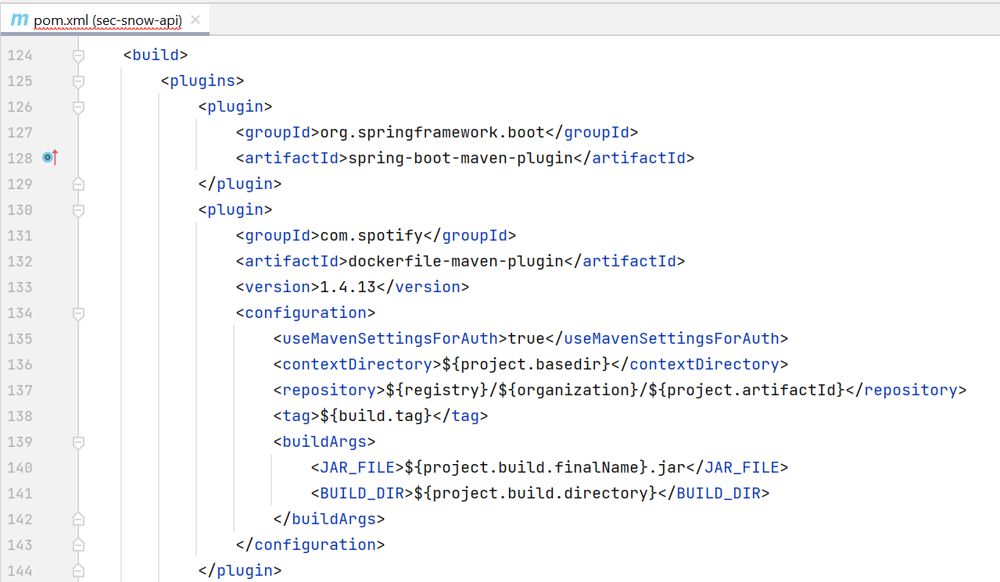 m pom.xml (sec-snow-api)
124 <build>
125 <plugins>
126 <plugin>
127 <groupId>org.springframework.boot</groupId>
128 <artifactId>spring-boot-maven-plugin</artifactId>
129 </plugin>
130 <plugin>
131 <groupId>com.spotify</groupId>
132 <artifactId>dockerfile-maven-plugin</artifactId>
133 <version>1.4.13</version>
134 <configuration>
135 <useMavenSettingsForAuth>true</useMavenSettingsForAuth>
136 <contextDirectory>${project.basedir}</contextDirectory>
137 <repository>${registry}/${organization}/${project.artifactId}</repository>
138 <tag>${build.tag}</tag>
139 <buildArgs>
140 <JAR_FILE>${project.build.finalName}.jar</JAR_FILE>
141 <BUILD_DIR>${project.build.directory}</BUILD_DIR>
142 </buildArgs>
143 </configuration>
144 </plugin>